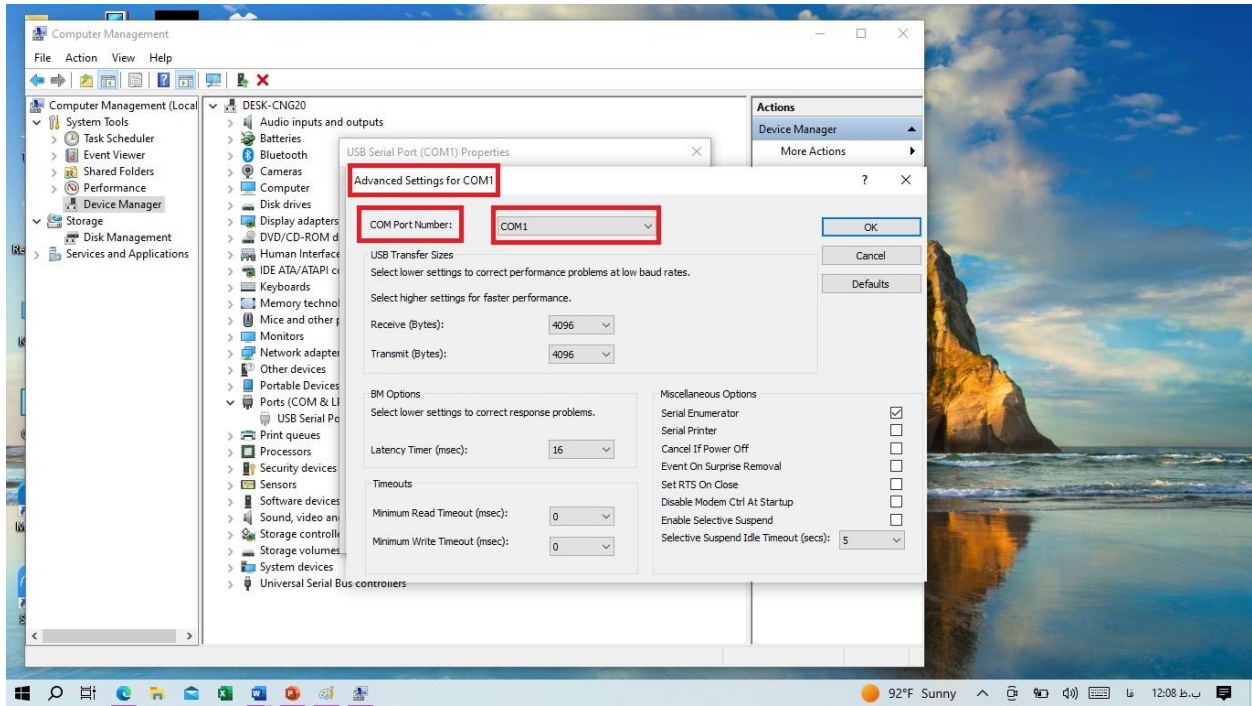 Computer Management
File Action View Help
Computer Management (Local
System Tools
Task Scheduler
Event Viewer
Shared Folders
Performance
Device Manager
Storage
Disk Management
Services and Applications
DESK-CNG20
Audio inputs and outputs
Batteries
Bluetooth
Cameras
Computer
Disk drives
Display adapters
DVD/CD-ROM d
Human Interface
IDE ATA/ATAPI c
Keyboards
Memory technol
Mice and other p
Monitors
Network adapter
Other devices
Portable Devices
Ports (COM & LP
USB Serial Po
Print queues
Processors
Security devices
Sensors
Software devices
Sound, video an
Storage controlle
Storage volumes
System devices
Universal Serial Bus controllers
Actions
Device Manager
More Actions
USB Serial Port (COM1) Properties
Advanced Settings for COM1
?
COM Port Number: COM1
OK
Cancel
Defaults
USB Transfer Sizes
Select lower settings to correct performance problems at low baud rates.
Select higher settings for faster performance.
Receive (Bytes): 4096
Transmit (Bytes): 4096
BM Options
Select lower settings to correct response problems.
Latency Timer (msec): 16
Timeouts
Minimum Read Timeout (msec): 0
Minimum Write Timeout (msec): 0
Miscellaneous Options
Serial Enumerator
Serial Printer
Cancel If Power Off
Event On Surprise Removal
Set RTS On Close
Disable Modem Ctrl At Startup
Enable Selective Suspend
Selective Suspend Idle Timeout (secs): 5
92°F Sunny
فا
12:08 ب.ظ